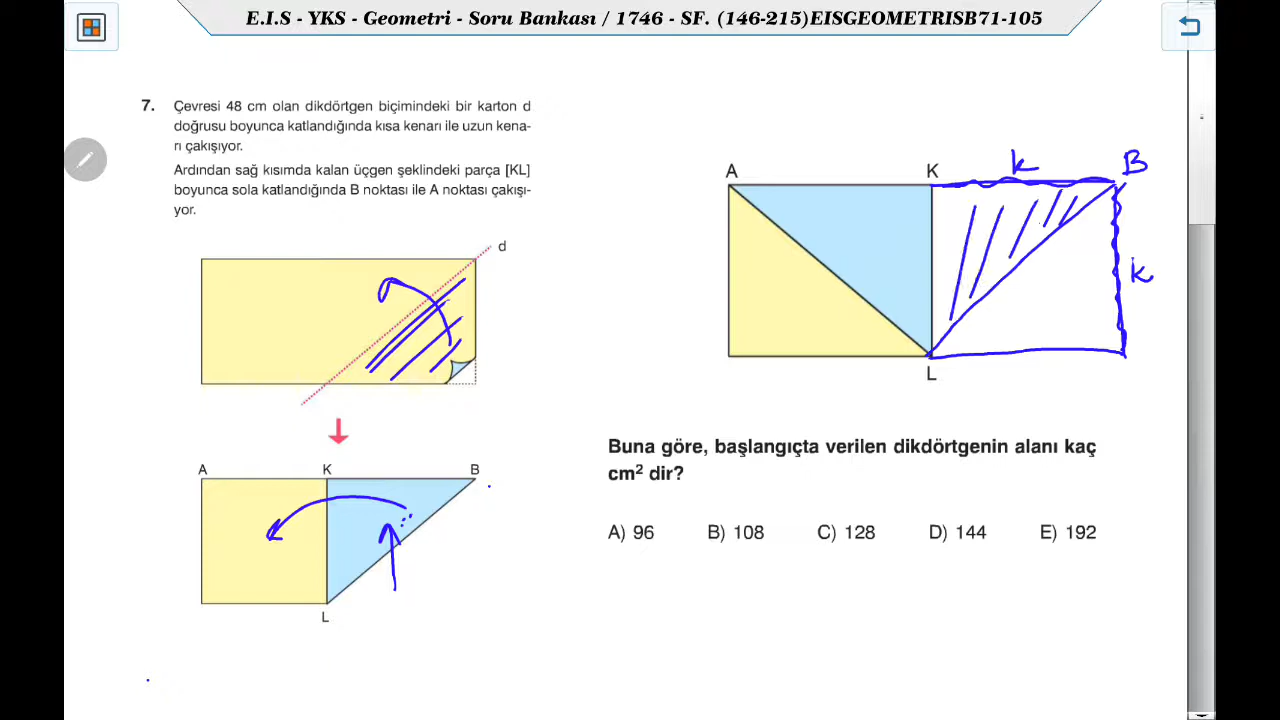 E.I.S - YKS - Geometri - Soru Bankası / 1746 - SF. (146-215)EISGEOMETRISB71-105
7. Çevresi 48 cm olan dikdörtgen biçimindeki bir karton d
doğrusu boyunca katlandığında kısa kenarı ile uzun kena-
rı çakışıyor.
Ardından sağ kısımda kalan üçgen şeklindeki parça [KL]
boyunca sola katlandığında B noktası ile A noktası çakışı-
yor.
d
A K B
L
A K k B
k
L
Buna göre, başlangıçta verilen dikdörtgenin alanı kaç
cm² dir?
A) 96 B) 108 C) 128 D) 144 E) 192